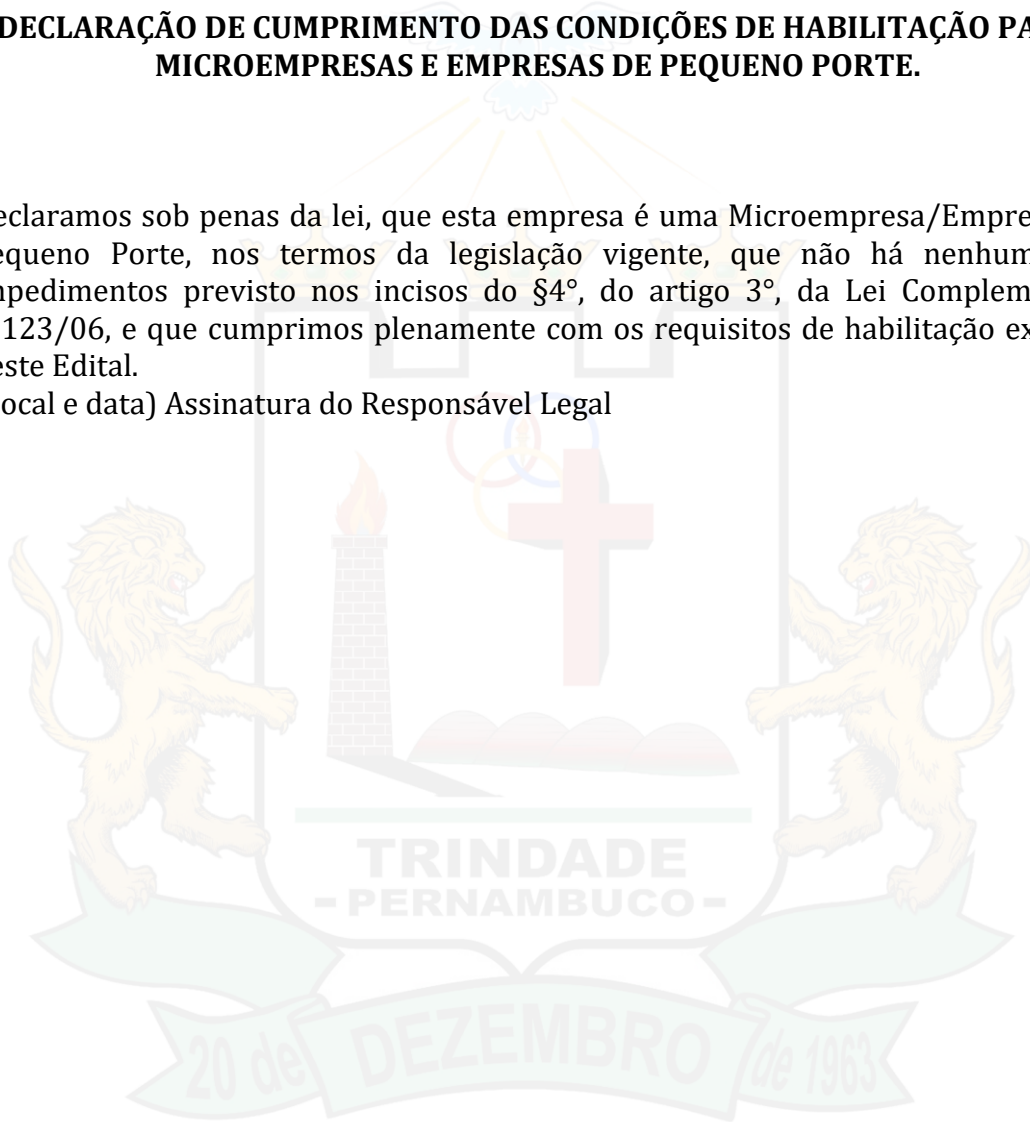 DECLARAÇÃO DE CUMPRIMENTO DAS CONDIÇÕES DE HABILITAÇÃO PA
MICROEMPRESAS E EMPRESAS DE PEQUENO PORTE.
eclaramos sob penas da lei, que esta empresa é uma Microempresa/Empre
equeno Porte, nos termos da legislação vigente, que não há nenhum
mpedimentos previsto nos incisos do §4°, do artigo 3°, da Lei Complem
123/06, e que cumprimos plenamente com os requisitos de habilitação ex
este Edital.
ocal e data) Assinatura do Responsável Legal
TRINDADE
- PERNAMBUCO -
20 de DEZEMBRO de 1963